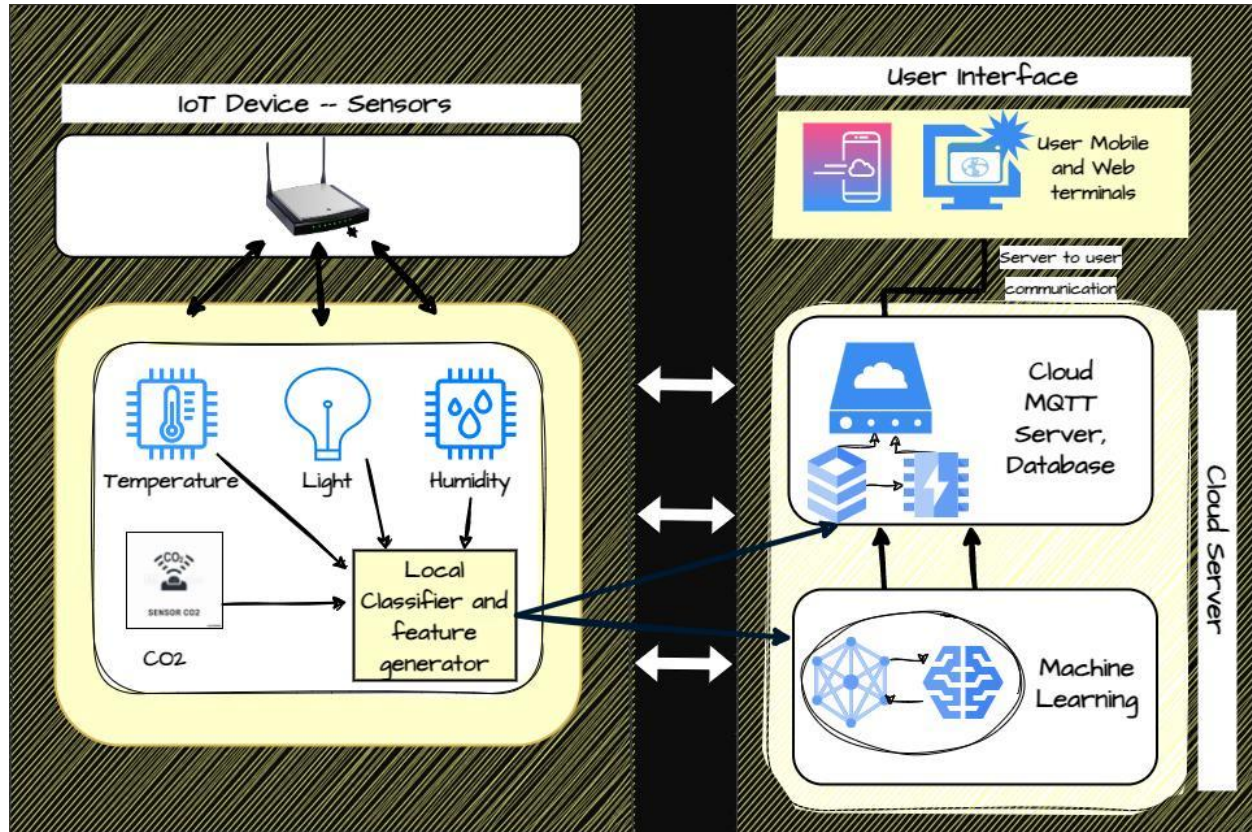 IoT Device -- Sensors
Temperature
Light
Humidity
CO2
SENSOR CO2
CO2
Local
Classifier and
feature
generator
User Interface
User Mobile
and Web
terminals
Server to user
communication
Cloud
MQTT
Server,
Database
Machine
Learning
Cloud Server